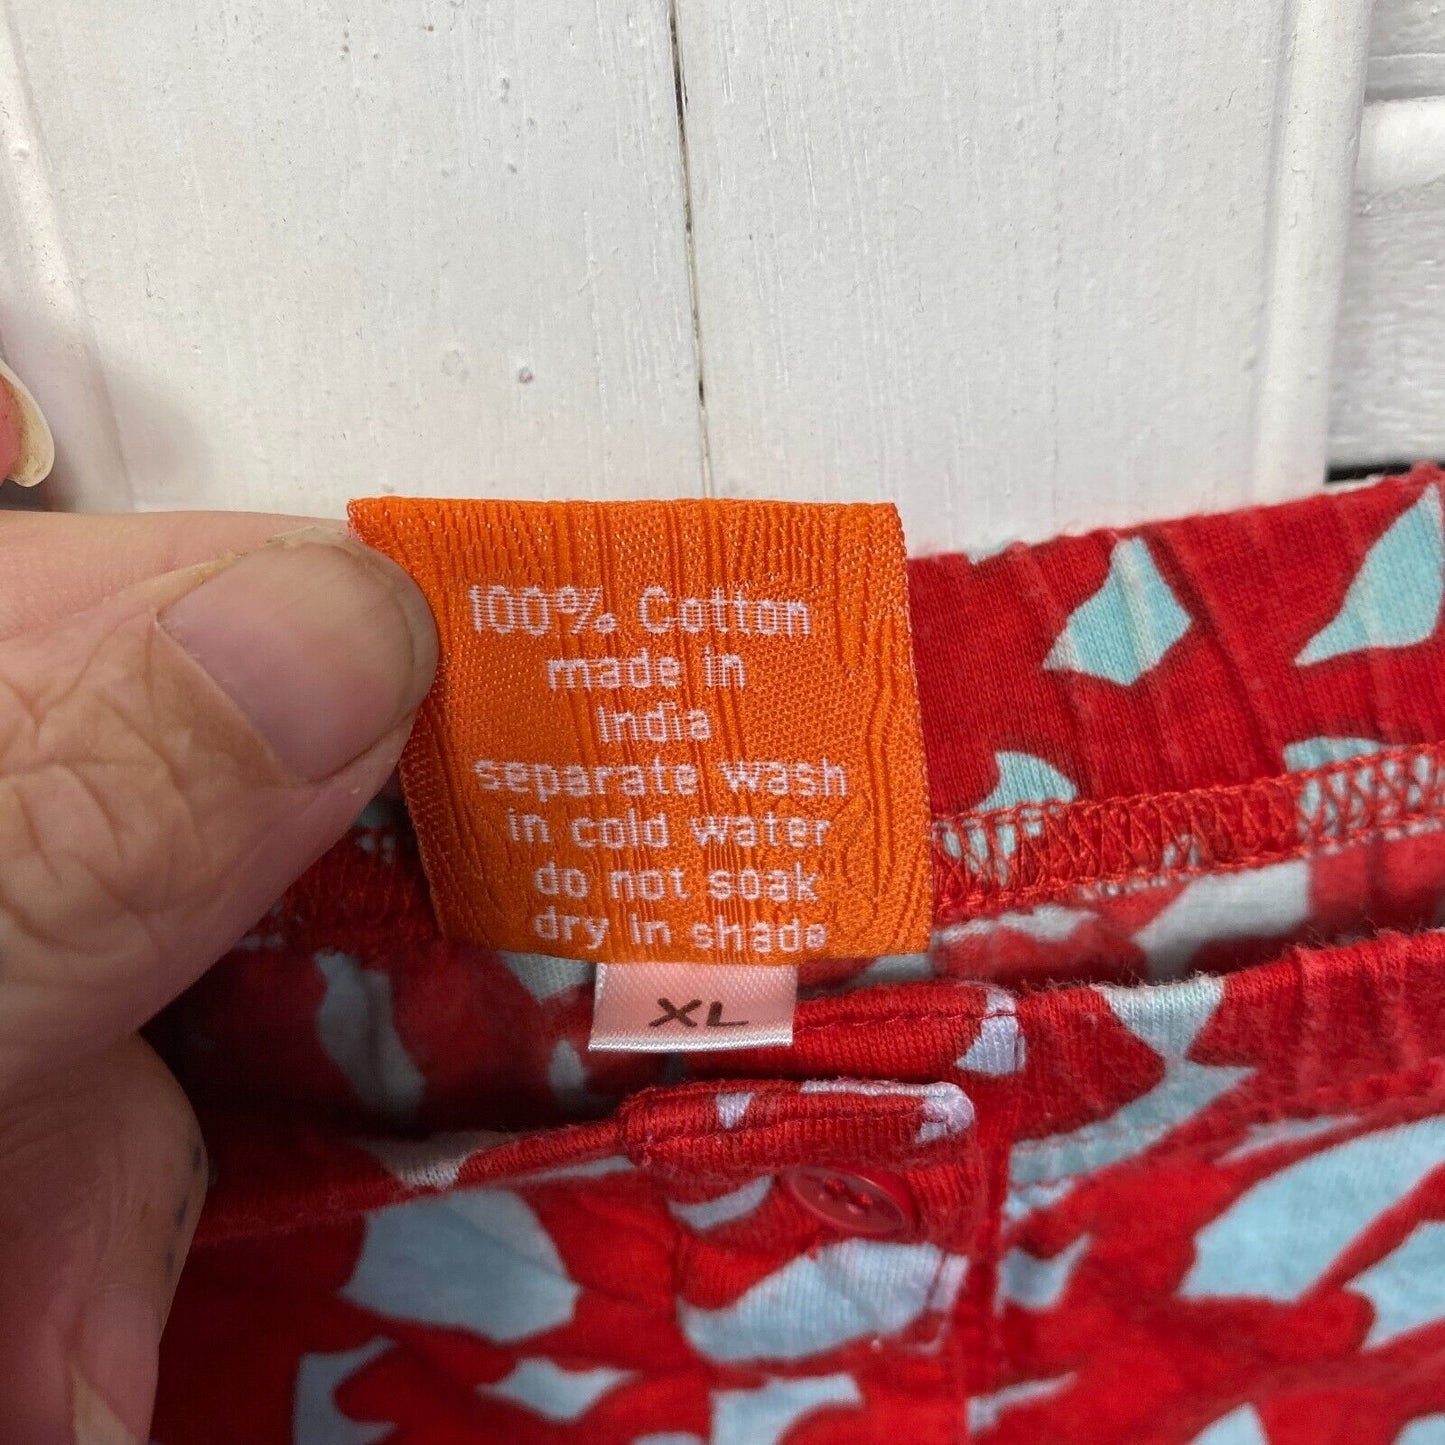 100% Cotton
made in
India
separate wash
in cold water
do not soak
dry in shade
XL